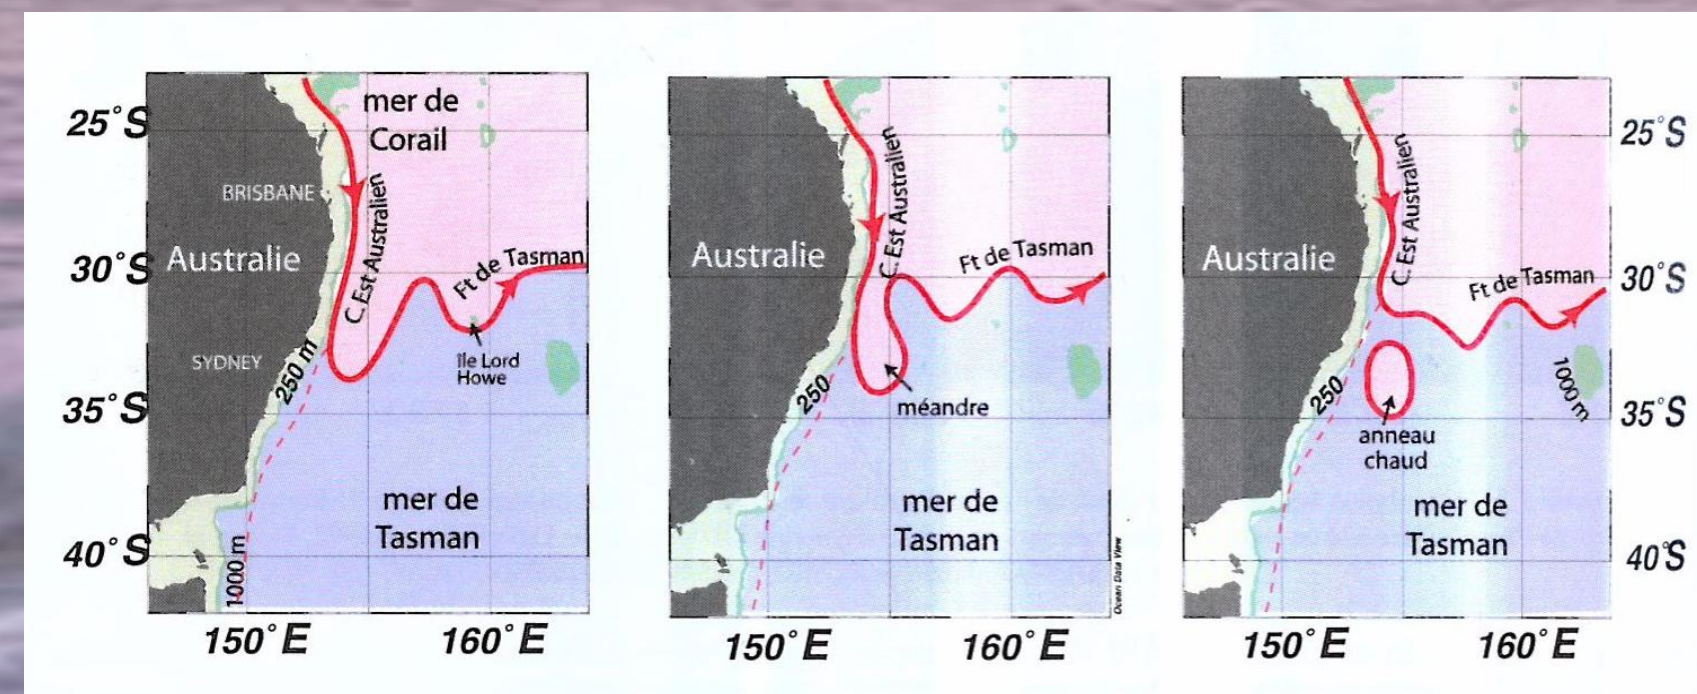 25°S
30°S
35°S
40°S
mer de
Corail
BRISBANE
C. Est Australien
Australie
Ft de Tasman
SYDNEY
250 m
île Lord
Howe
mer de
Tasman
1000 m
150°E
160°E
C. Est Australien
Australie
Ft de Tasman
250
méandre
mer de
Tasman
Ocean Data View
150°E
160°E
C. Est Australien
Australie
Ft de Tasman
250
1000 m
anneau
chaud
mer de
Tasman
25°S
30°S
35°S
40°S
150°E
160°E